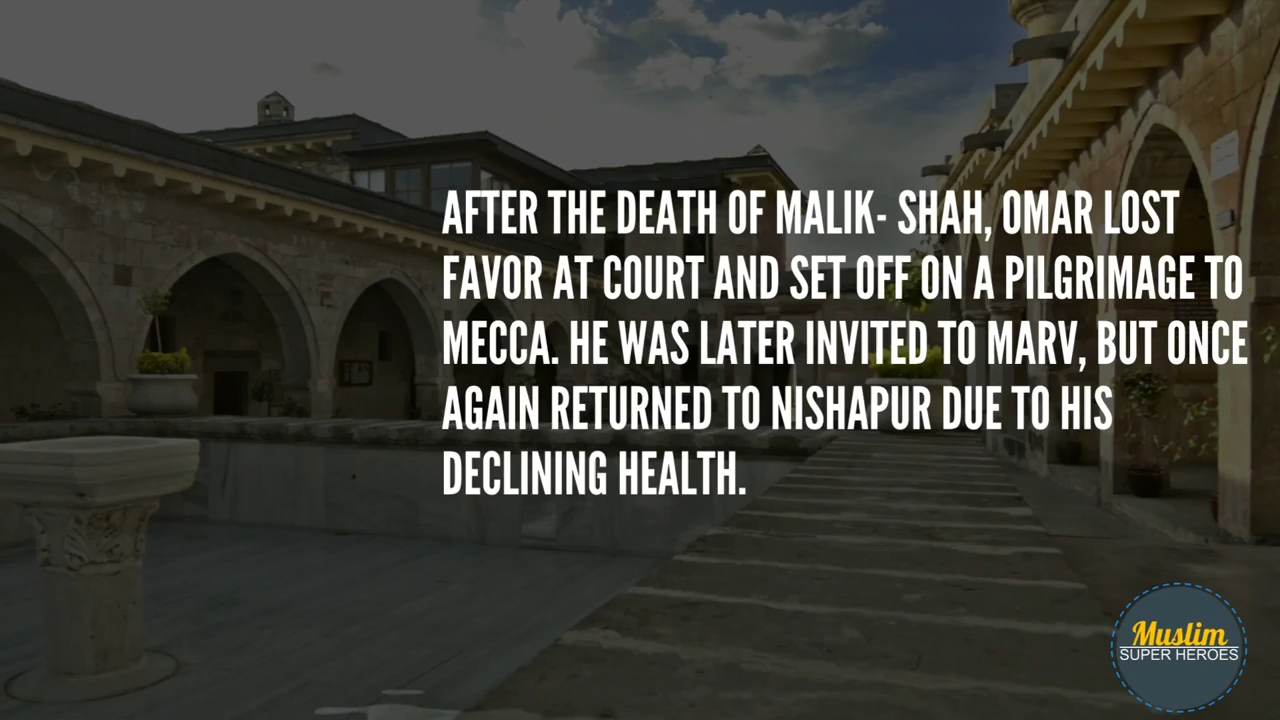 AFTER THE DEATH OF MALIK- SHAH, OMAR LOST
FAVOR AT COURT AND SET OFF ON A PILGRIMAGE TO
MECCA. HE WAS LATER INVITED TO MARV, BUT ONCE
AGAIN RETURNED TO NISHAPUR DUE TO HIS
DECLINING HEALTH.
Muslim
SUPER HEROES